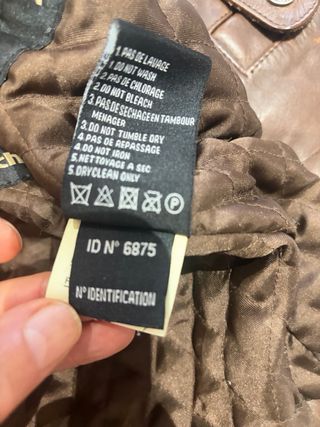 1. PAS DE LAVAGE
1. DO NOT WASH
2. PAS DE CHLORAGE
2. DO NOT BLEACH
3. PAS DE SECHAGE EN TAMBOUR
MENAGER
3. DO NOT TUMBLE DRY
4. PAS DE REPASSAGE
4. DO NOT IRON
5. NETTOYAGE A SEC
5. DRYCLEAN ONLY
P
ID N° 6875
N° IDENTIFICATION